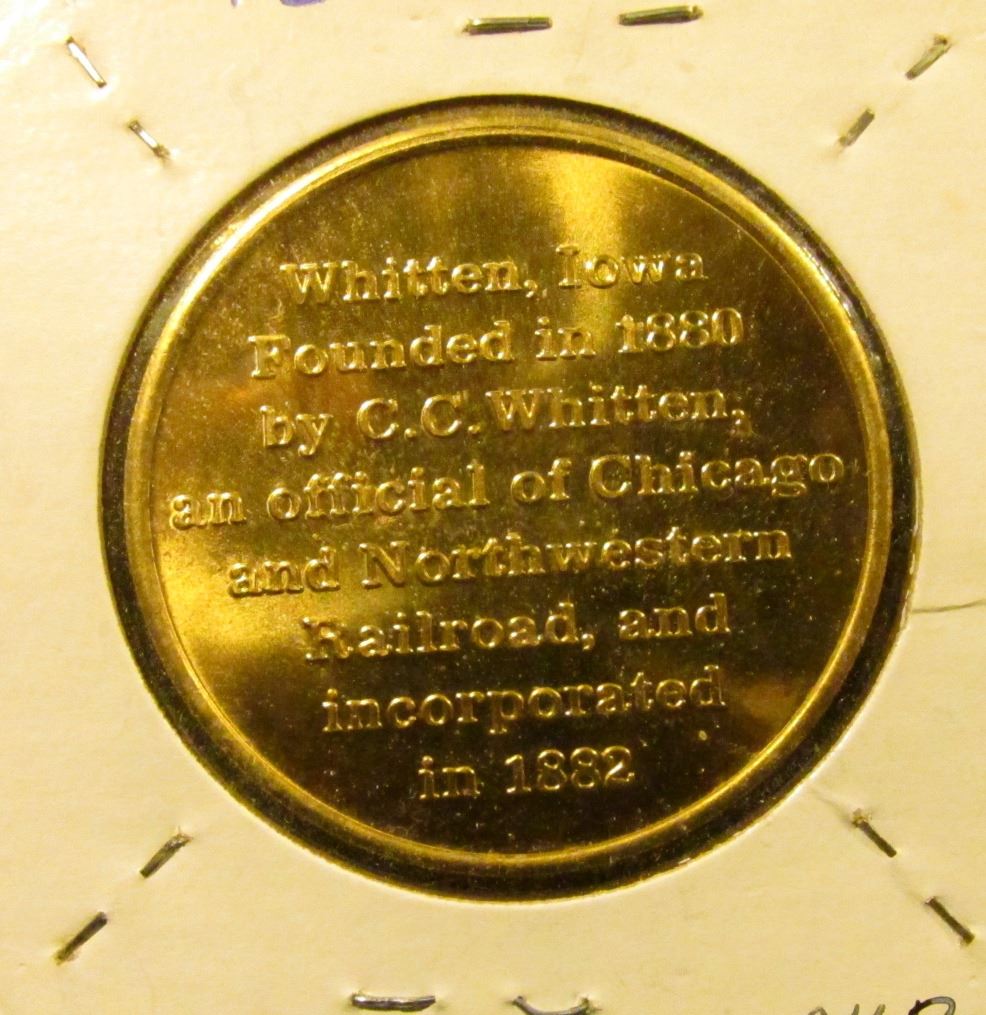 Whitten, Iowa
Founded in 1880
by C.C. Whitten,
an official of Chicago
and Northwestern
Railroad, and
incorporated
in 1882